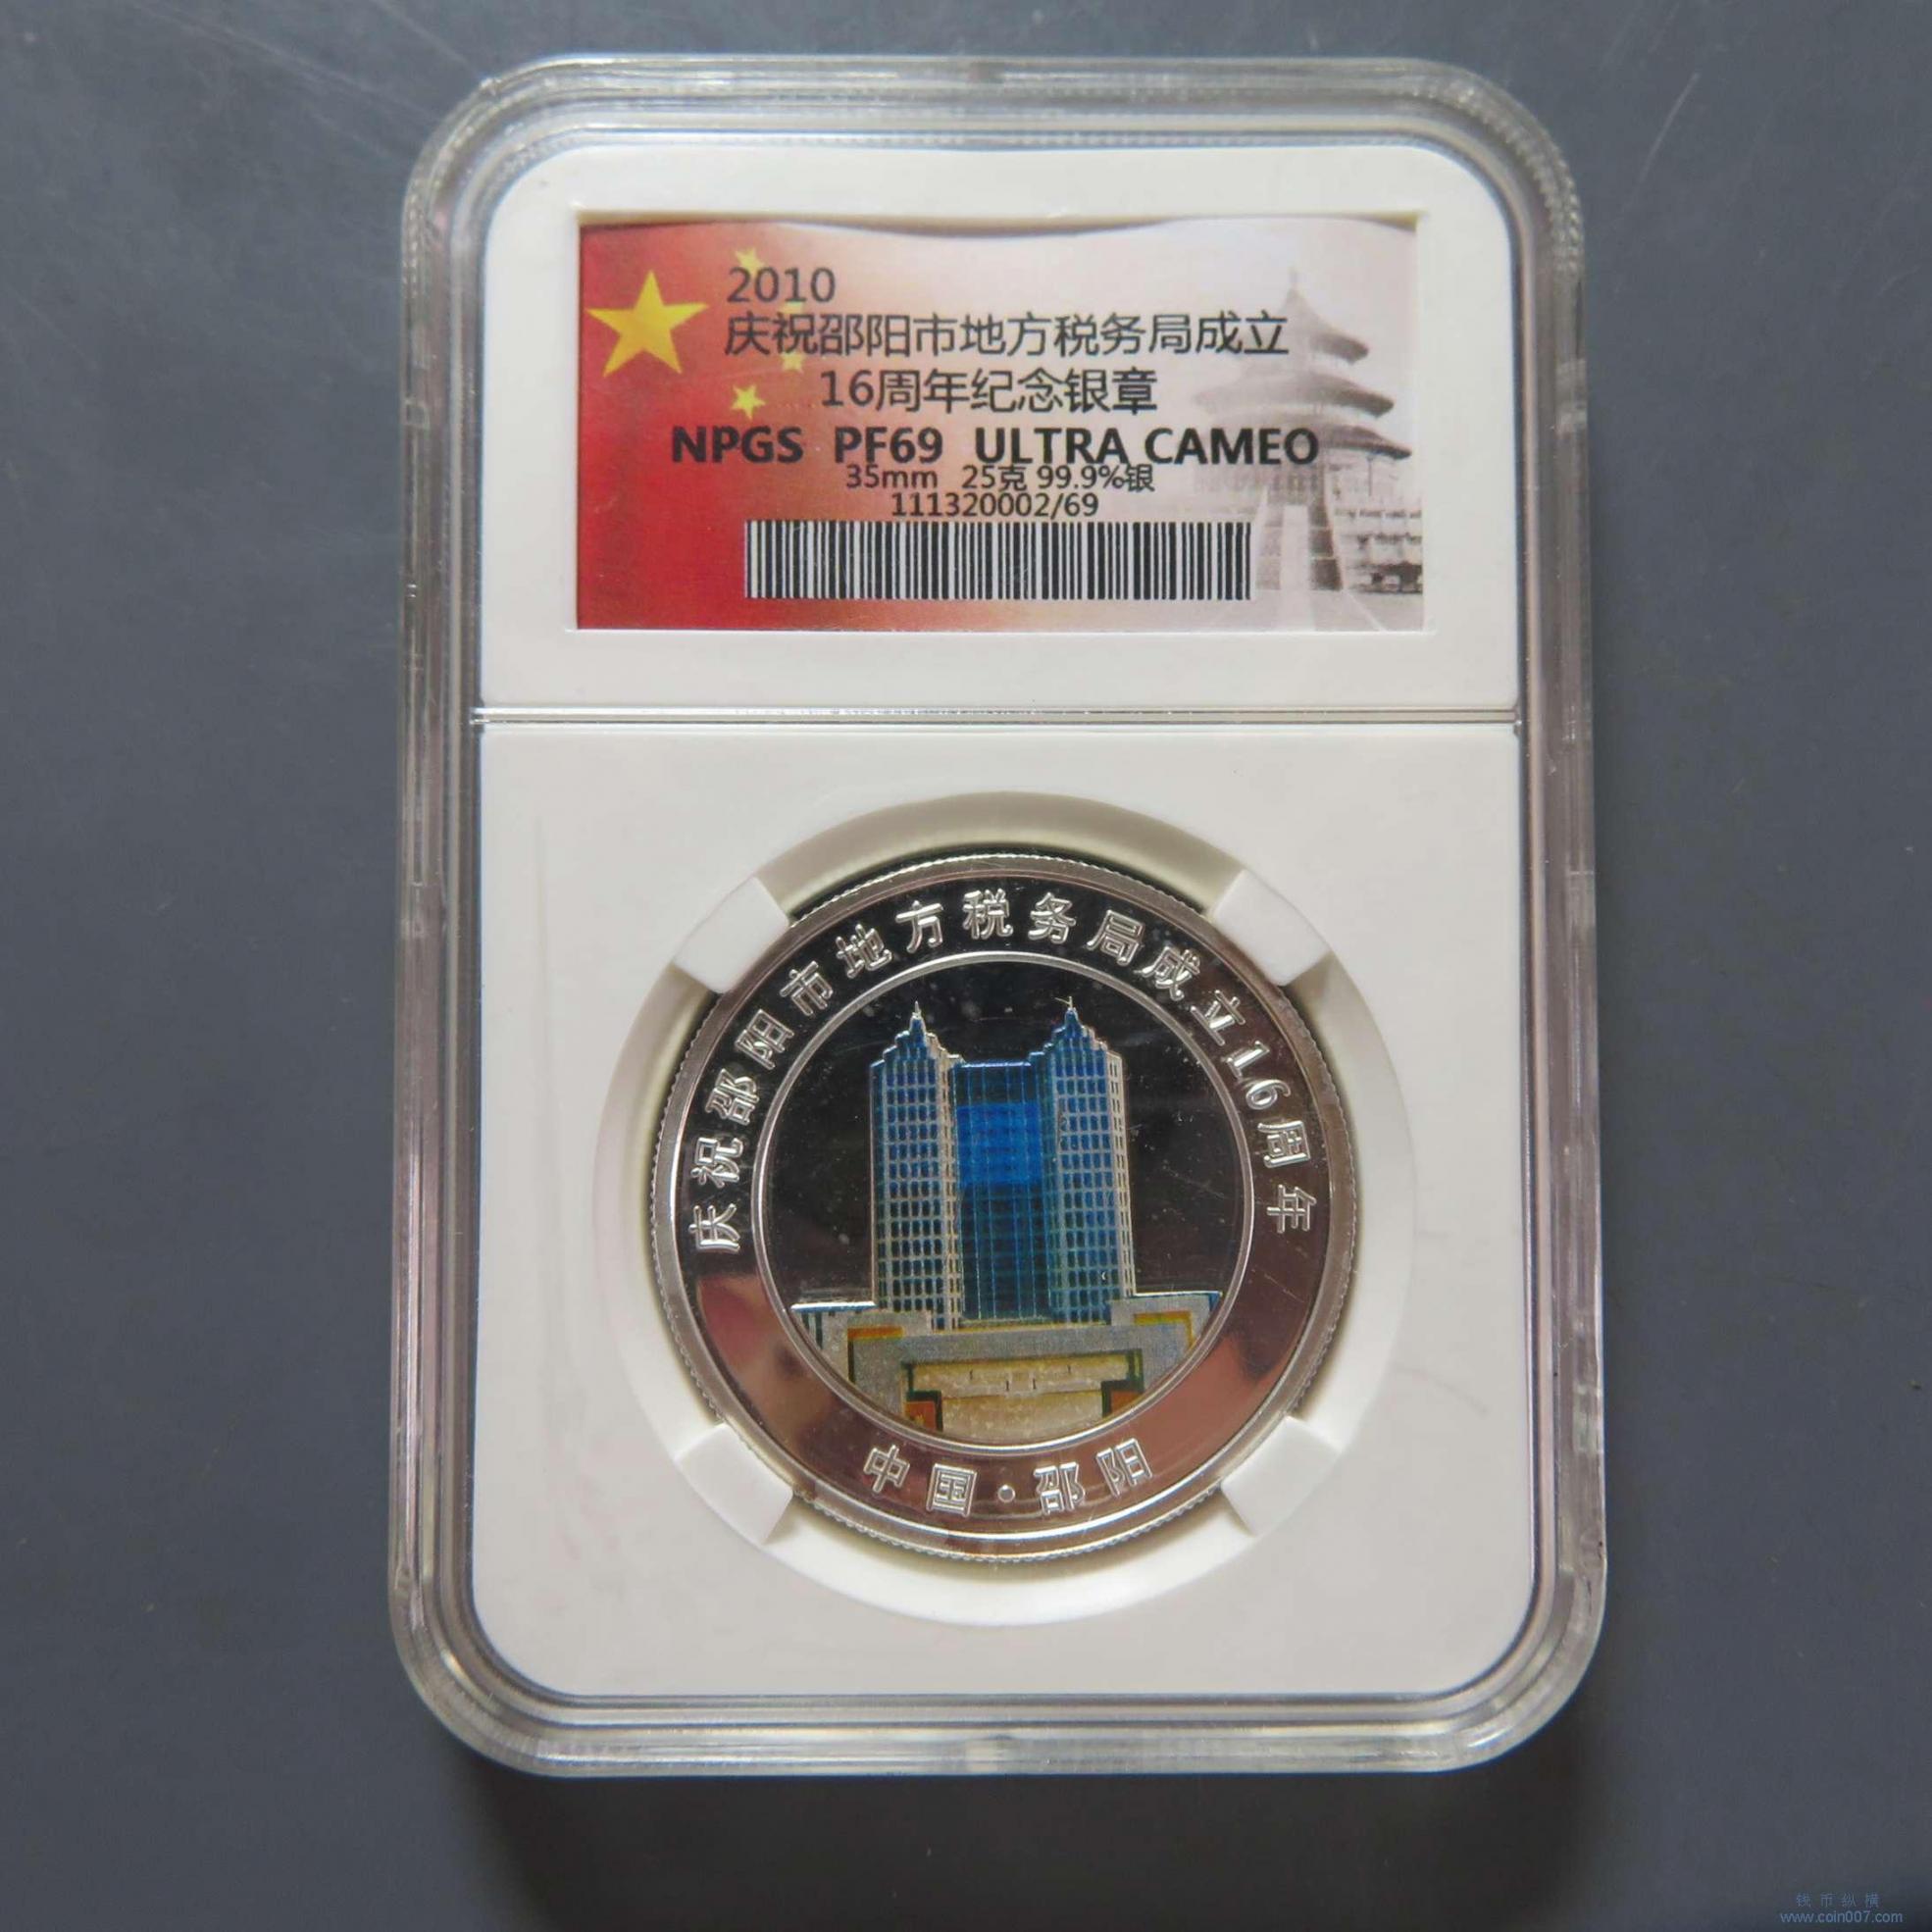 2010
庆祝邵阳市地方税务局成立
16周年纪念银章
NPGS PF69 ULTRA CAMEO
35mm 25克 99.9%银
111320002/69
庆祝邵阳市地方税务局成立16周年
中国·邵阳
钱币纵横
www.coin007.com